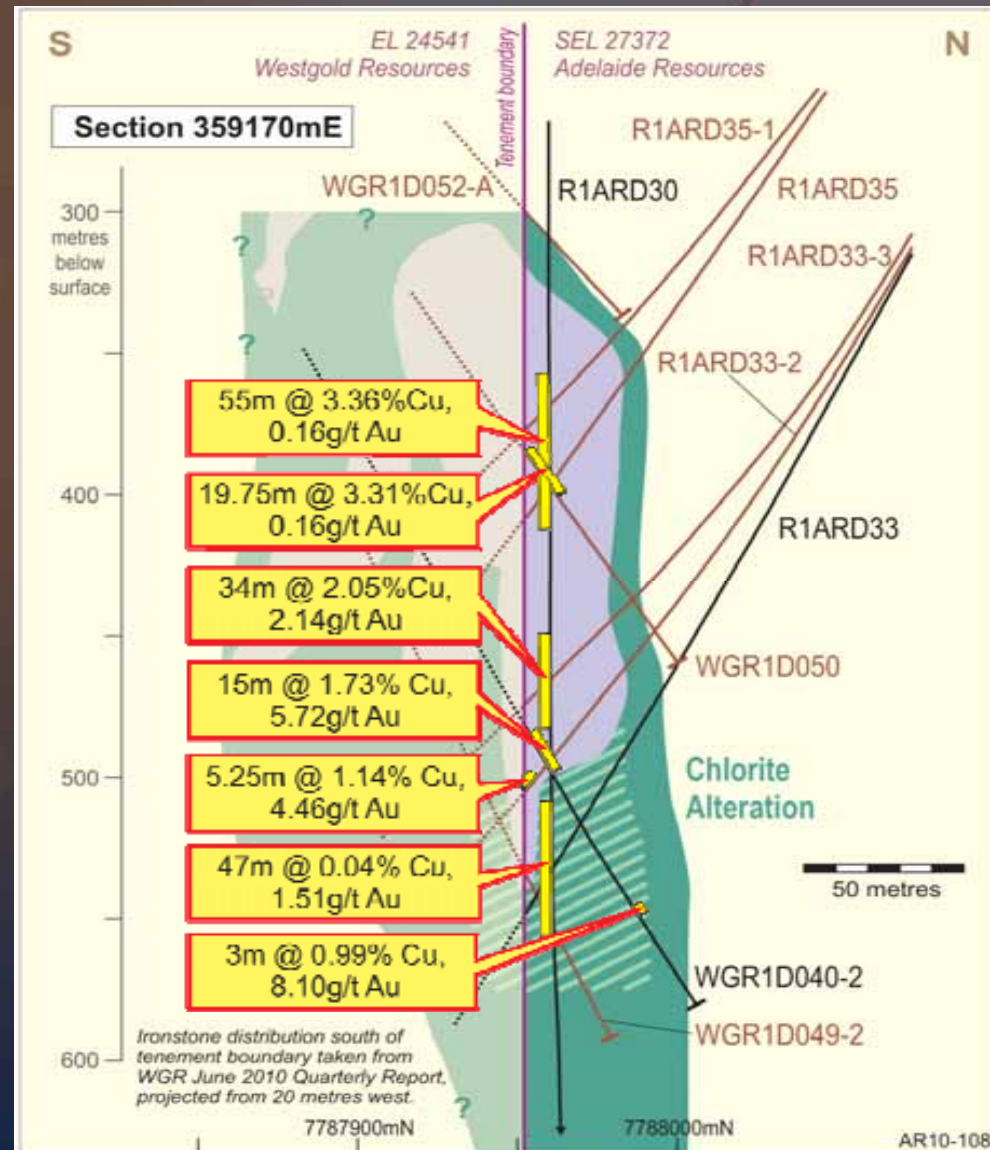 S
EL 24541
Westgold Resources
Tenement boundary
SEL 27372
Adelaide Resources
N
Section 359170mE
R1ARD35-1
WGR1D052-A
R1ARD30
R1ARD35
300
metres
below
surface
?
?
?
R1ARD33-3
R1ARD33-2
55m @ 3.36%Cu,
0.16g/t Au
400
19.75m @ 3.31%Cu,
0.16g/t Au
R1ARD33
34m @ 2.05%Cu,
2.14g/t Au
WGR1D050
15m @ 1.73% Cu,
5.72g/t Au
500
5.25m @ 1.14% Cu,
4.46g/t Au
Chlorite
Alteration
47m @ 0.04% Cu,
1.51g/t Au
50 metres
3m @ 0.99% Cu,
8.10g/t Au
WGR1D040-2
WGR1D049-2
600
Ironstone distribution south of
tenement boundary taken from
WGR June 2010 Quarterly Report,
projected from 20 metres west.
?
7787900mN
7788000mN
AR10-108